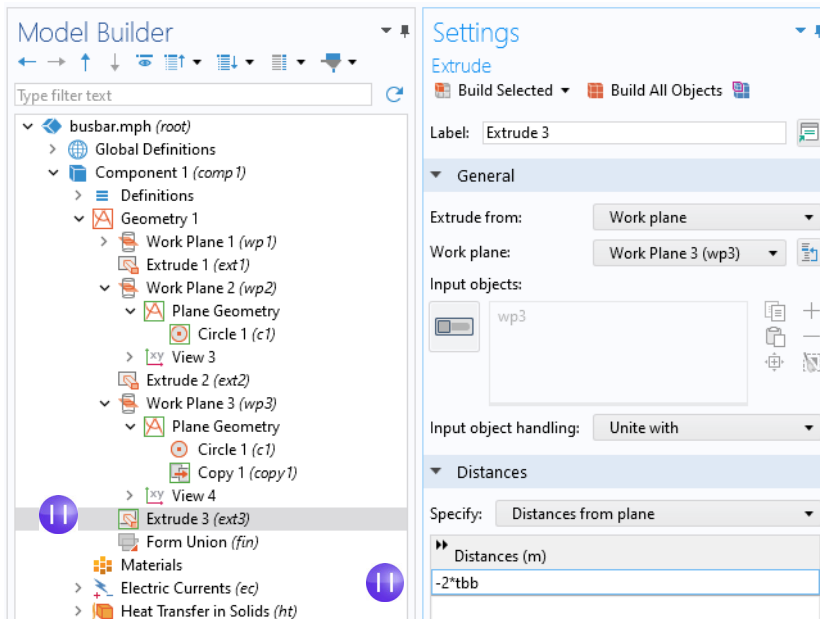 Model Builder
Type filter text
busbar.mph (root)
Global Definitions
Component 1 (comp1)
Definitions
Geometry 1
Work Plane 1 (wp1)
Extrude 1 (ext1)
Work Plane 2 (wp2)
Plane Geometry
Circle 1 (c1)
xy View 3
Extrude 2 (ext2)
Work Plane 3 (wp3)
Plane Geometry
Circle 1 (c1)
Copy 1 (copy1)
xy View 4
11
Extrude 3 (ext3)
Form Union (fin)
Materials
Electric Currents (ec)
Heat Transfer in Solids (ht)
Settings
Extrude
Build Selected
Build All Objects
Label: Extrude 3
General
Extrude from: Work plane
Work plane: Work Plane 3 (wp3)
Input objects:
wp3
Input object handling: Unite with
Distances
Specify: Distances from plane
Distances (m)
11
-2*tbb